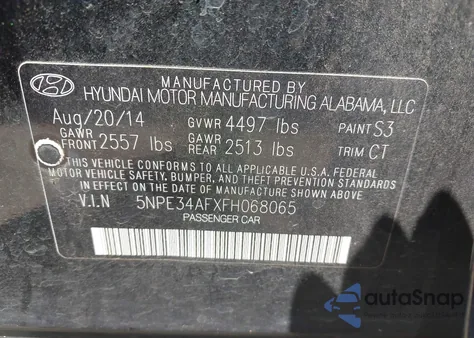 MANUFACTURED BY
HYUNDAI MOTOR MANUFACTURING ALABAMA, LLC
Aug/20/14 GVWR 4497 lbs PAINT S3
GAWR FRONT 2557 lbs GAWR REAR 2513 lbs TRIM CT
THIS VEHICLE CONFORMS TO ALL APPLICABLE U.S.A FEDERAL
MOTOR VEHICLE SAFETY, BUMPER, AND THEFT PREVENTION STANDARDS
IN EFFECT ON THE DATE OF MANUFACTURE SHOWN ABOVE.
V.I.N 5NPE34AFXFH068065
PASSENGER CAR
autoSnap